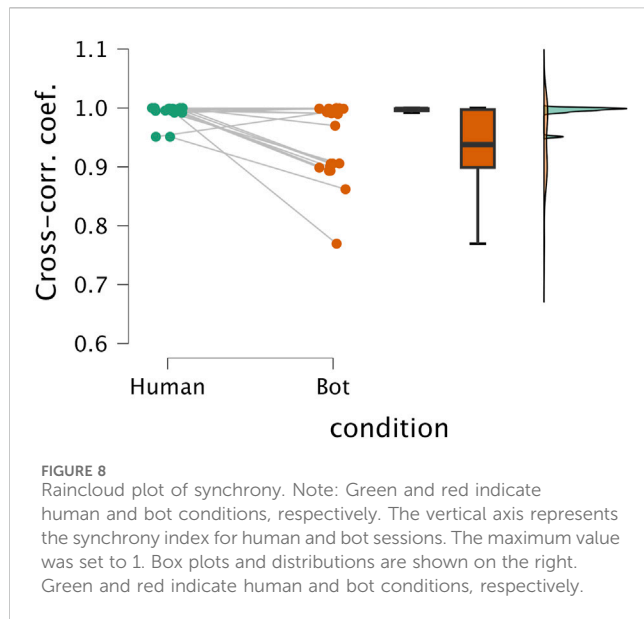 1.1
1.0
0.9
0.8
0.7
0.6
Cross-corr. coef.
Human Bot
condition
FIGURE 8
Raincloud plot of synchrony. Note: Green and red indicate
human and bot conditions, respectively. The vertical axis represents
the synchrony index for human and bot sessions. The maximum value
was set to 1. Box plots and distributions are shown on the right.
Green and red indicate human and bot conditions, respectively.